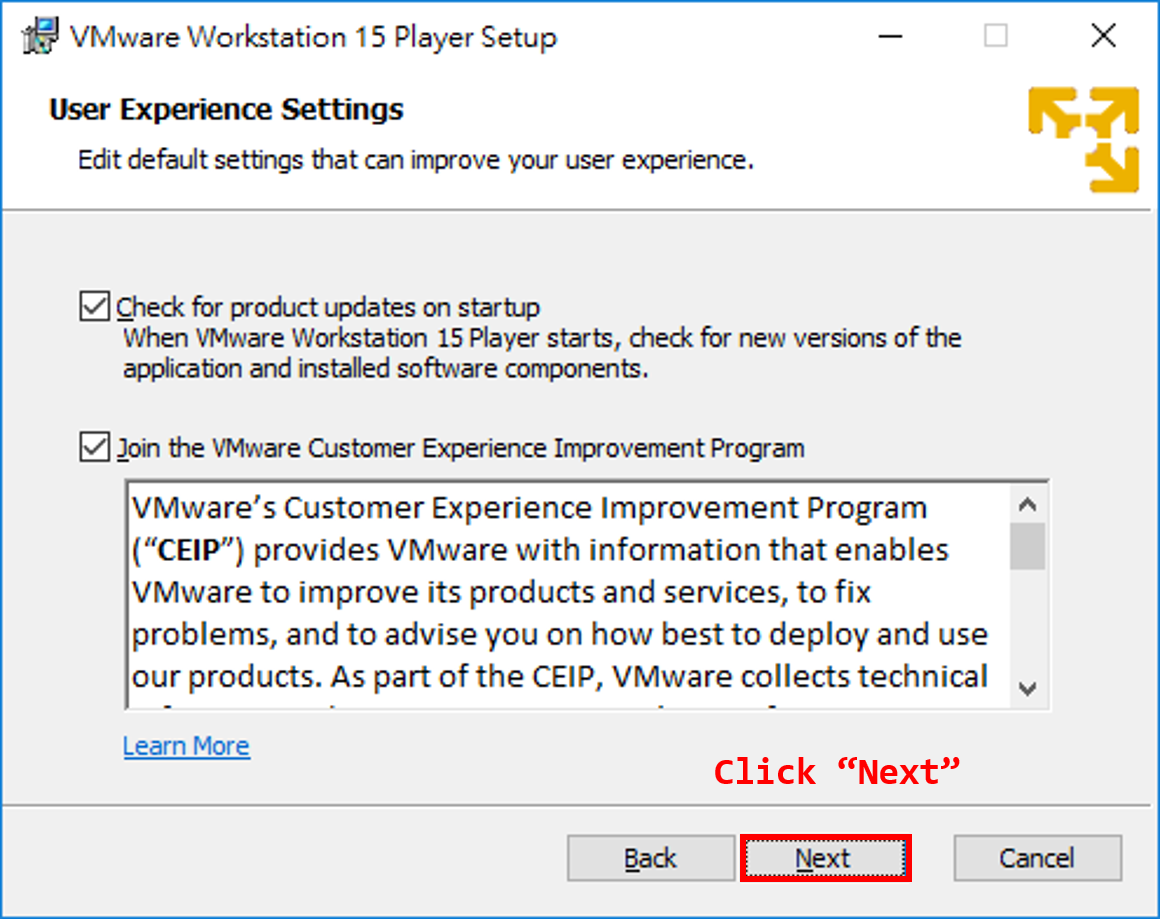 VMware Workstation 15 Player Setup
User Experience Settings
Edit default settings that can improve your user experience.
Check for product updates on startup
When VMware Workstation 15 Player starts, check for new versions of the
application and installed software components.
Join the VMware Customer Experience Improvement Program
VMware’s Customer Experience Improvement Program
(“CEIP”) provides VMware with information that enables
VMware to improve its products and services, to fix
problems, and to advise you on how best to deploy and use
our products. As part of the CEIP, VMware collects technical
Learn More
Click “Next”
Back
Next
Cancel